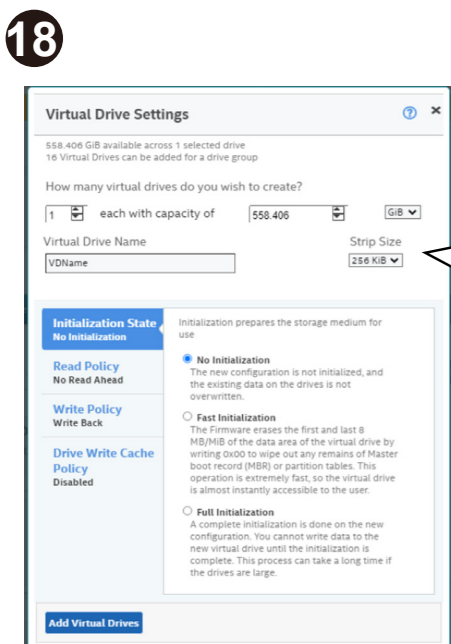 18
Virtual Drive Settings
558.406 GiB available across 1 selected drive
16 Virtual Drives can be added for a drive group
How many virtual drives do you wish to create?
1 each with capacity of 558.406 GiB
Virtual Drive Name Strip Size
VDName 256 KiB
Initialization State
No Initialization
Read Policy
No Read Ahead
Write Policy
Write Back
Drive Write Cache
Policy
Disabled
Initialization prepares the storage medium for
use
No Initialization
The new configuration is not initialized, and
the existing data on the drives is not
overwritten.
Fast Initialization
The Firmware erases the first and last 8
MB/MiB of the data area of the virtual drive by
writing 0x00 to wipe out any remains of Master
boot record (MBR) or partition tables. This
operation is extremely fast, so the virtual drive
is almost instantly accessible to the user.
Full Initialization
A complete initialization is done on the new
configuration. You cannot write data to the
new virtual drive until the initialization is
complete. This process can take a long time if
the drives are large.
Add Virtual Drives